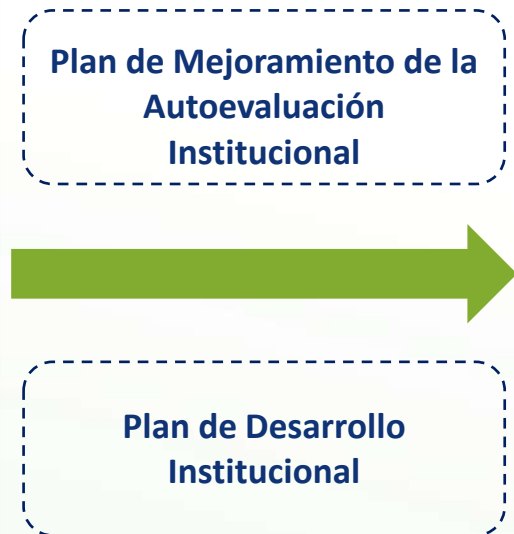 Plan de Mejoramiento de la
Autoevaluación
Institucional
Plan de Desarrollo
Institucional